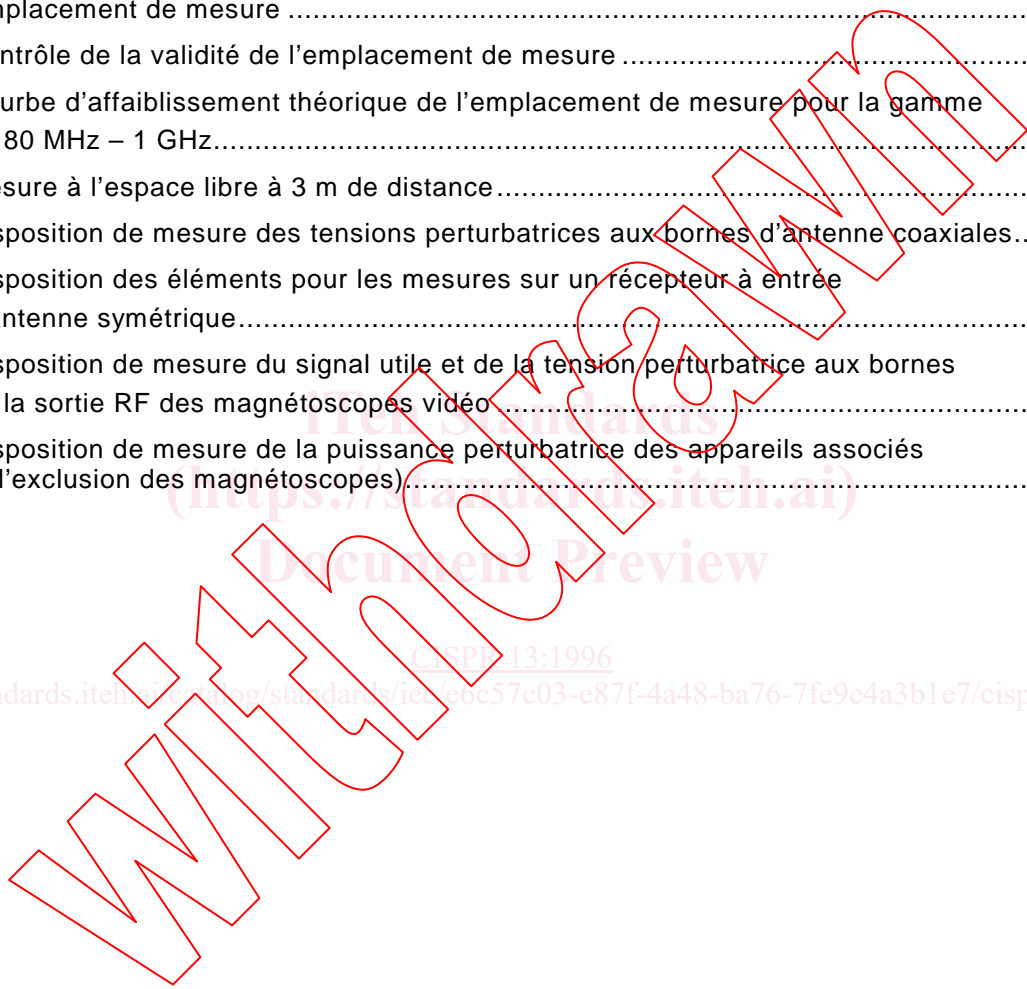 mplacement de mesure ....................................................................................
ntrôle de la validité de l’emplacement de mesure ..................................................
urbe d’affaiblissement théorique de l’emplacement de mesure pour la gamme
80 MHz – 1 GHz....................................................................................................
esure à l’espace libre à 3 m de distance..................................................................
sposition de mesure des tensions perturbatrices aux bornes d’antenne coaxiales..
sposition des éléments pour les mesures sur un récepteur à entrée
antenne symétrique................................................................................................
sposition de mesure du signal utile et de la tension perturbatrice aux bornes
la sortie RF des magnétoscopes vidéo .................................................................
sposition de mesure de la puissance perturbatrice des appareils associés
l’exclusion des magnétoscopes)............................................................................
iTeh Standards
(https://standards.iteh.ai)
Document Preview
CISPR 13:1996
ndards.iteh.ai/catalog/standards/iec/e6c57c03-e87f-4a48-ba76-7fe9e4a3b1e7/cisp
withdrawn